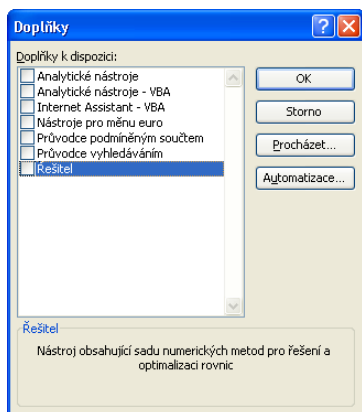 Doplňky
Doplňky k dispozici:
Analytické nástroje
Analytické nástroje - VBA
Internet Assistant - VBA
Nástroje pro měnu euro
Průvodce podmíněným součtem
Průvodce vyhledáváním
Řešitel
OK
Storno
Procházet...
Automatizace...
Řešitel
Nástroj obsahující sadu numerických metod pro řešení a
optimalizaci rovnic